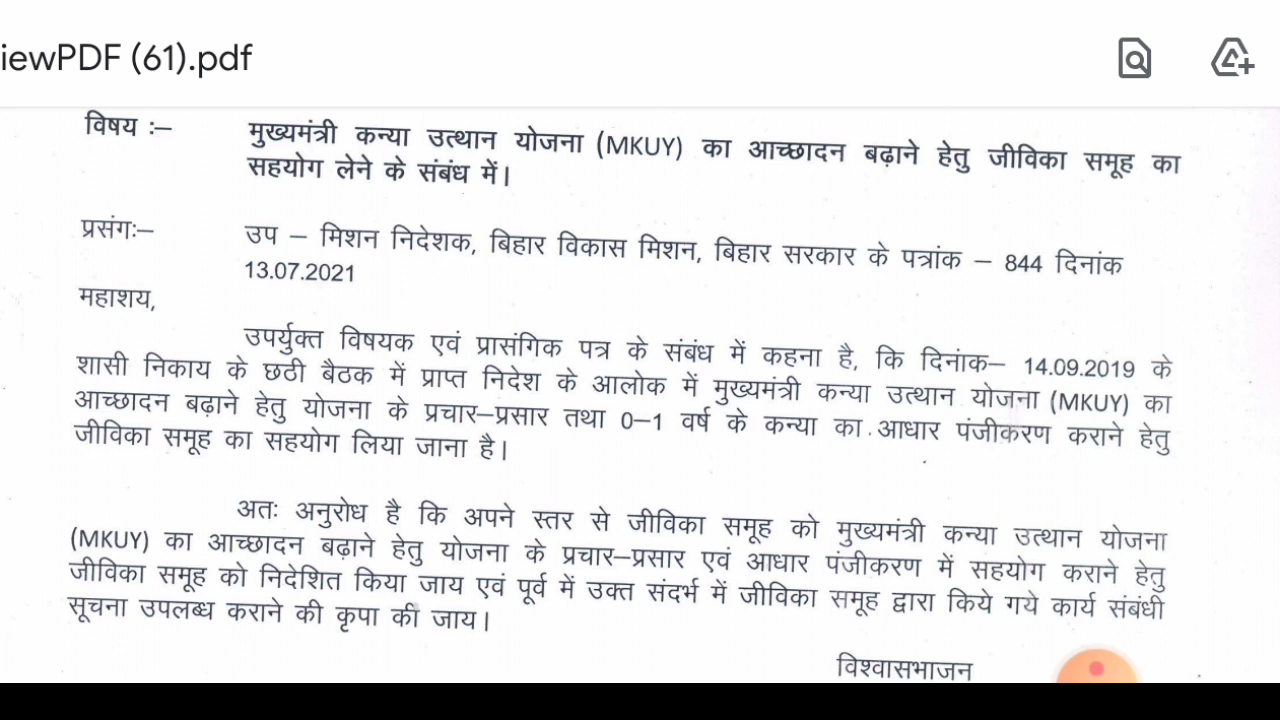 iewPDF (61).pdf
विषय :– मुख्यमंत्री कन्या उत्थान योजना (MKUY) का आच्छादन बढ़ाने हेतु जीविका समूह का
सहयोग लेने के संबंध में।
प्रसंगः– उप – मिशन निदेशक, बिहार विकास मिशन, बिहार सरकार के पत्रांक – 844 दिनांक
13.07.2021
महाशय,
उपर्युक्त विषयक एवं प्रासंगिक पत्र के संबंध में कहना है, कि दिनांक– 14.09.2019 के
शासी निकाय के छठी बैठक में प्राप्त निदेश के आलोक में मुख्यमंत्री कन्या उत्थान योजना (MKUY) का
आच्छादन बढ़ाने हेतु योजना के प्रचार–प्रसार तथा 0–1 वर्ष के कन्या का आधार पंजीकरण कराने हेतु
जीविका समूह का सहयोग लिया जाना है।
अतः अनुरोध है कि अपने स्तर से जीविका समूह को मुख्यमंत्री कन्या उत्थान योजना
(MKUY) का आच्छादन बढ़ाने हेतु योजना के प्रचार–प्रसार एवं आधार पंजीकरण में सहयोग कराने हेतु
जीविका समूह को निदेशित किया जाय एवं पूर्व में उक्त संदर्भ में जीविका समूह द्वारा किये गये कार्य संबंधी
सूचना उपलब्ध कराने की कृपा की जाय।
विश्वासभाजन